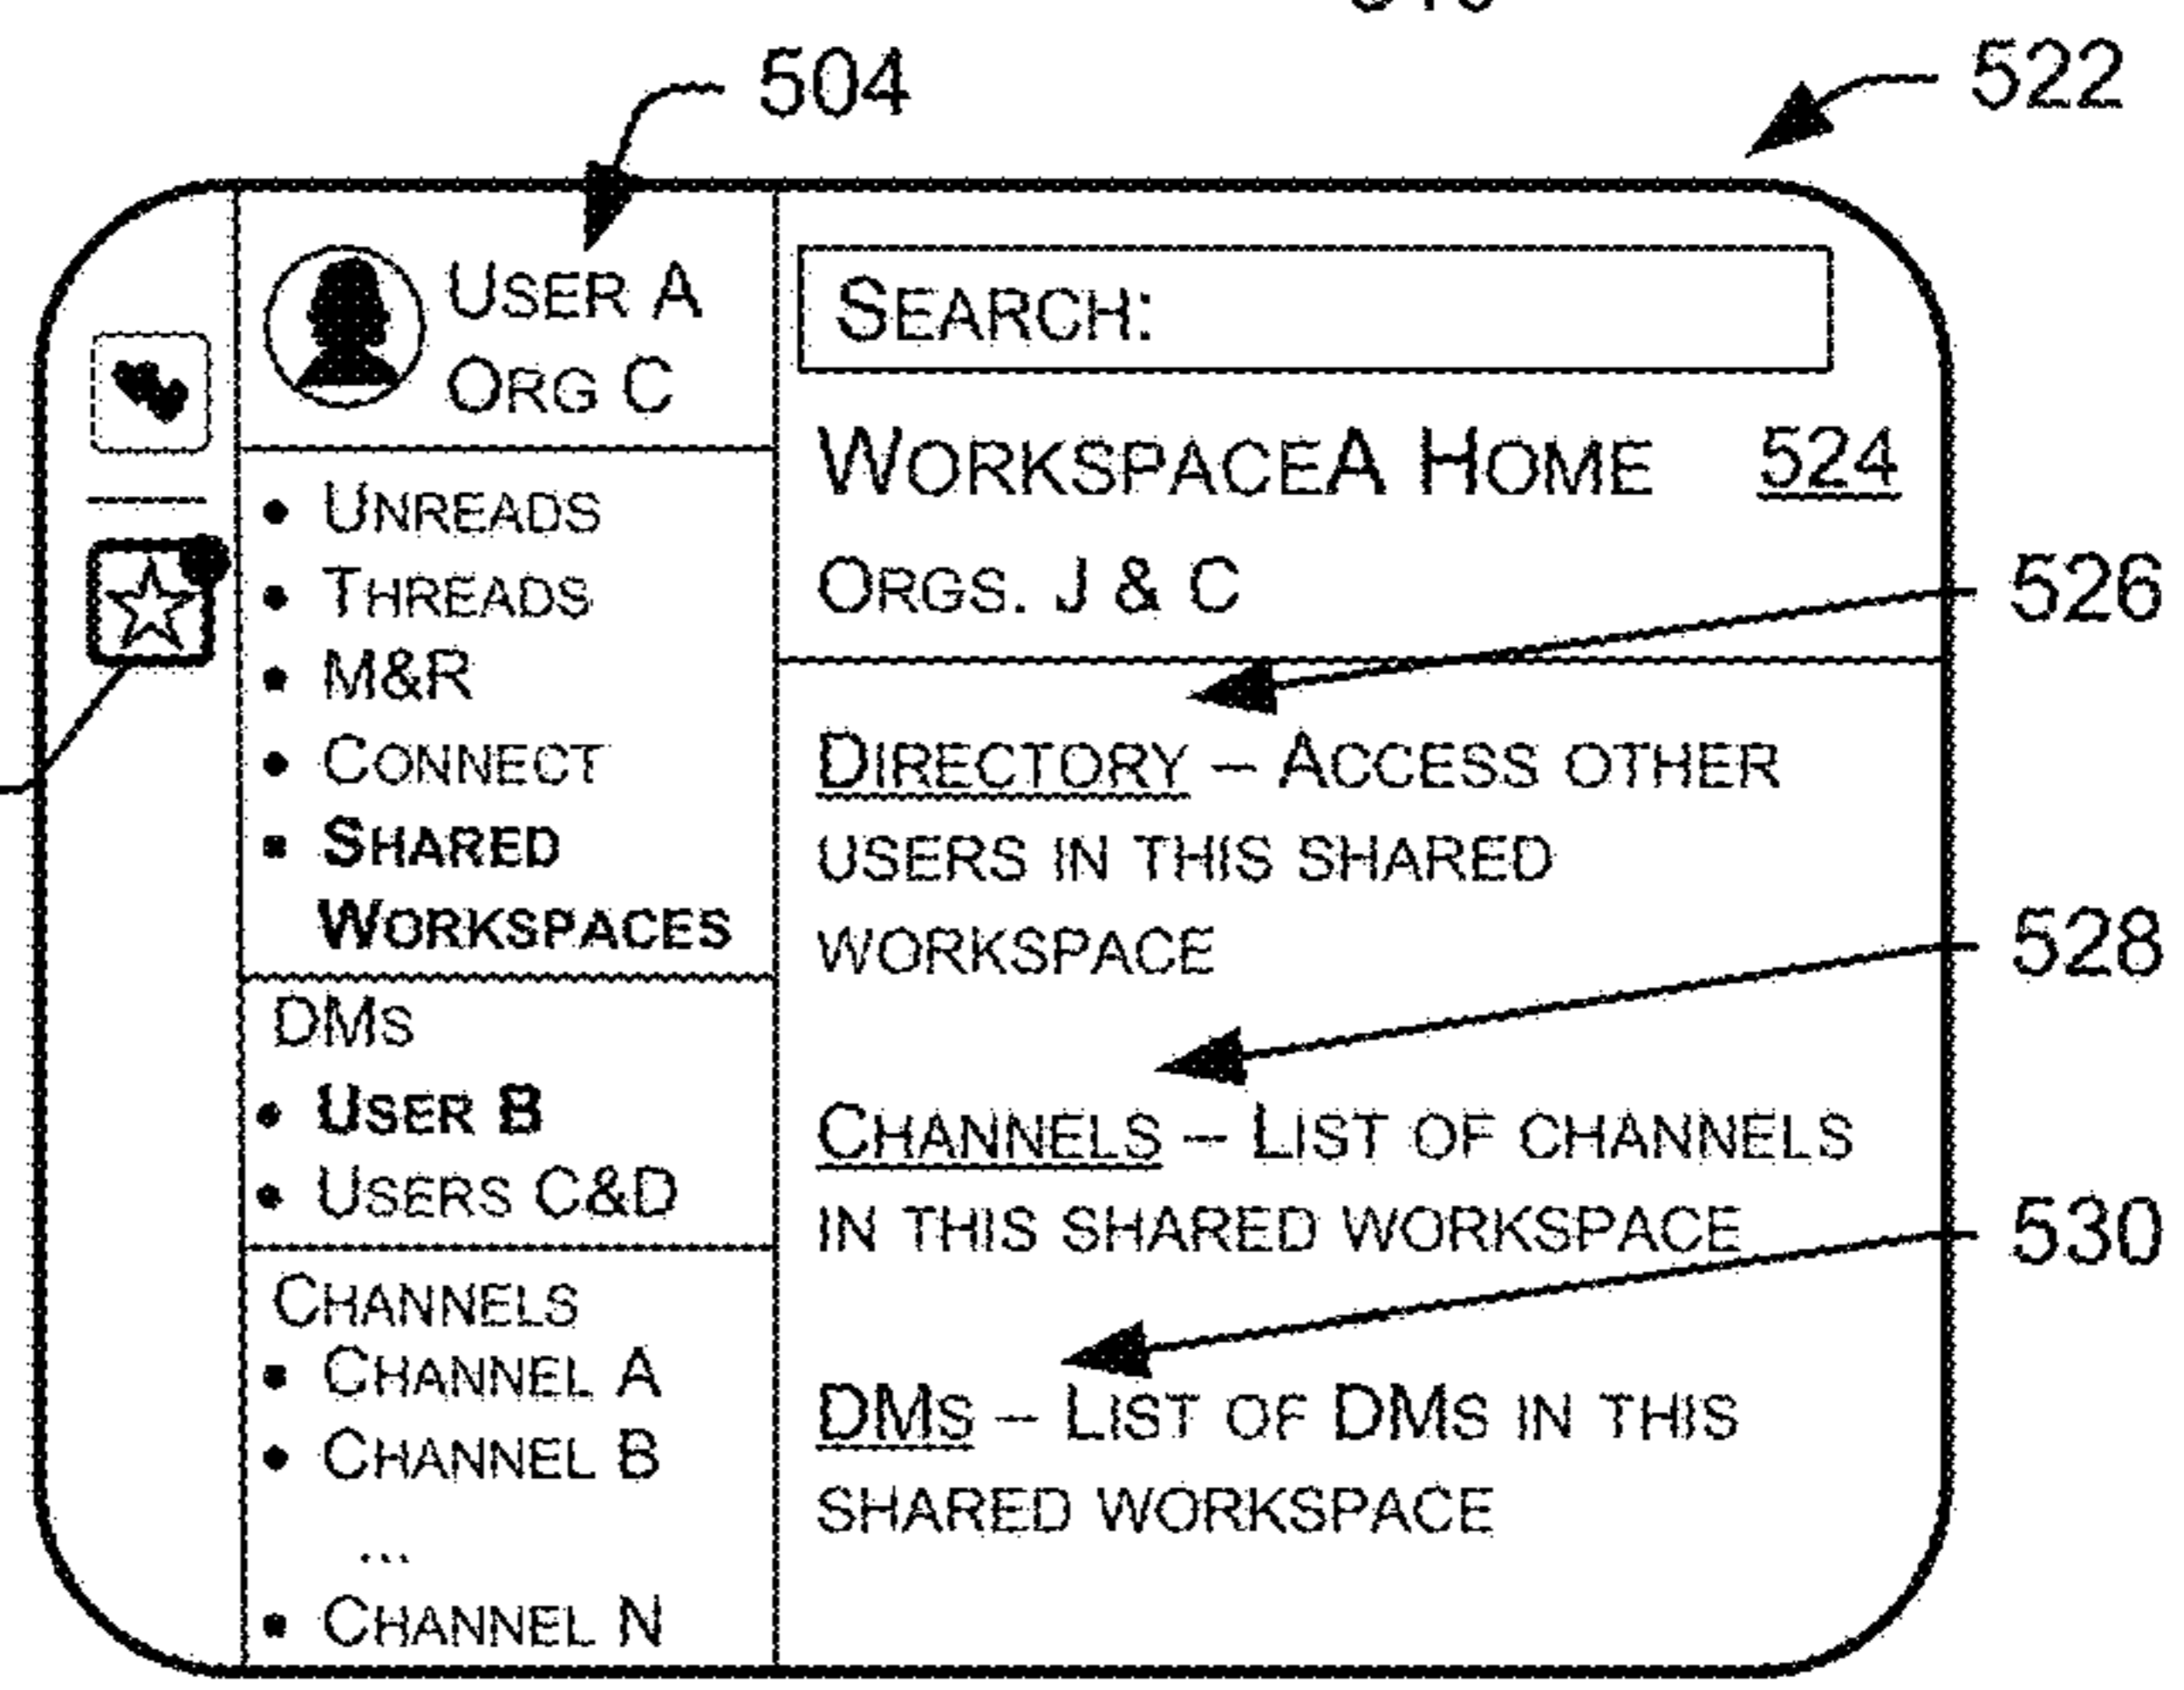 504
522
USER A
ORG C
SEARCH:
WORKSPACEA HOME 524
ORGS. J & C
526
• UNREADS
• THREADS
• M&R
• CONNECT
• SHARED
WORKSPACES
DMS
• USER B
• USERS C&D
CHANNELS
• CHANNEL A
• CHANNEL B
...
• CHANNEL N
DIRECTORY – ACCESS OTHER
USERS IN THIS SHARED
WORKSPACE
528
CHANNELS – LIST OF CHANNELS
IN THIS SHARED WORKSPACE
530
DMS – LIST OF DMS IN THIS
SHARED WORKSPACE